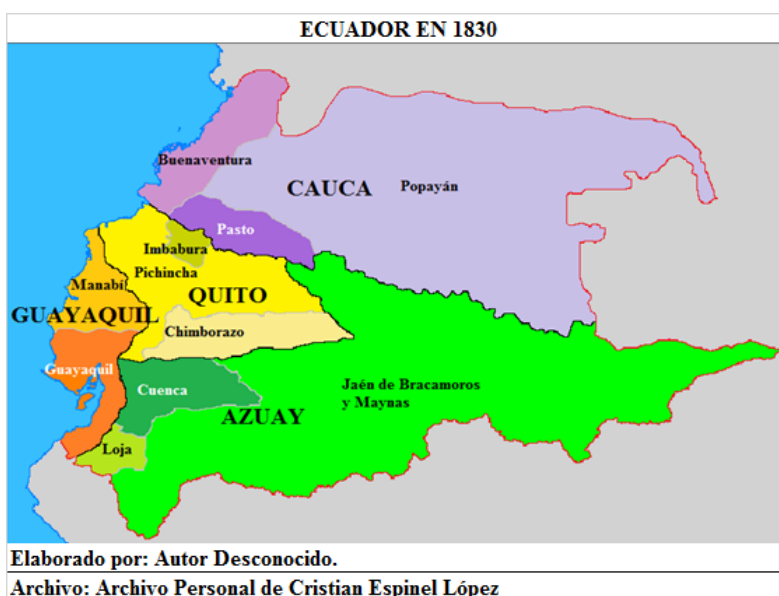 ECUADOR EN 1830
Buenaventura
CAUCA
Popayán
Pasto
Imbabura
Pichincha
Manabí
QUITO
GUAYAQUIL
Chimborazo
Guayaquil
Cuenca
Jaén de Bracamoros
y Maynas
AZUAY
Loja
Elaborado por: Autor Desconocido.
Archivo: Archivo Personal de Cristian Espinel López